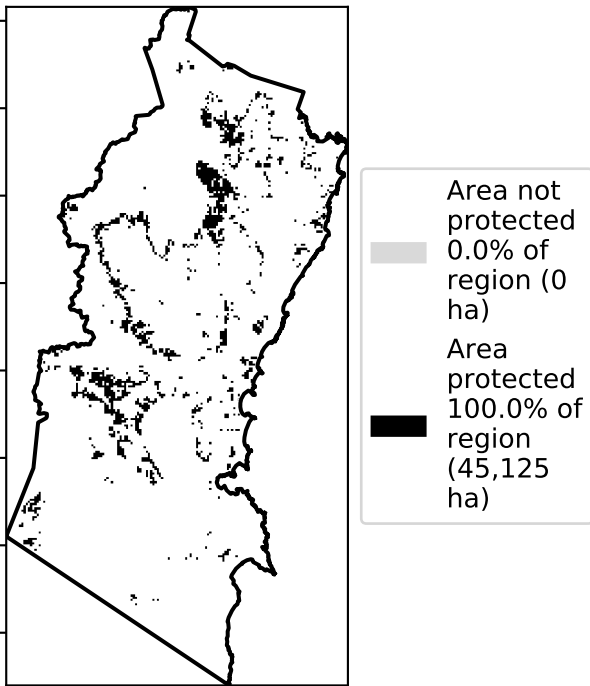 Area not
protected
0.0% of
region (0
ha)
Area
protected
100.0% of
region
(45,125
ha)